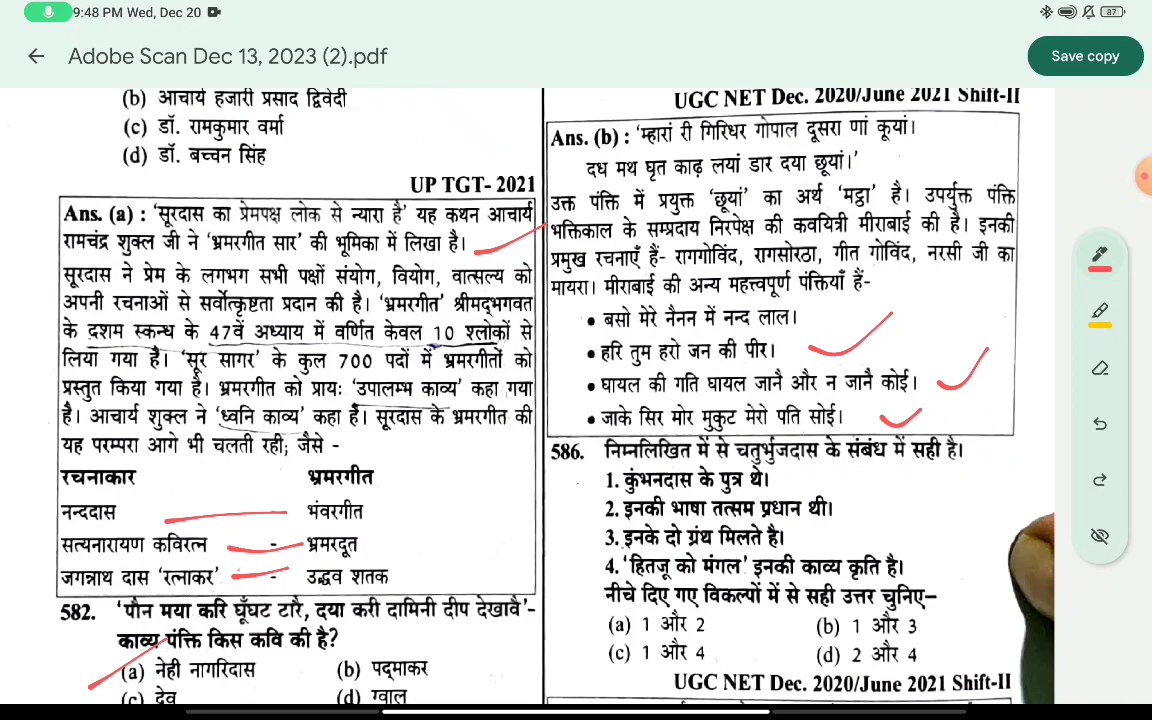 9:48 PM Wed, Dec 20
87
Adobe Scan Dec 13, 2023 (2).pdf
Save copy
(b) आचार्य हजारी प्रसाद द्विवेदी
(c) डॉ. रामकुमार वर्मा
(d) डॉ. बच्चन सिंह
UP TGT- 2021
Ans. (a) : 'सूरदास का प्रेमपक्ष लोक से न्यारा है' यह कथन आचार्य
रामचंद्र शुक्ल जी ने 'भ्रमरगीत सार' की भूमिका में लिखा है।
सूरदास ने प्रेम के लगभग सभी पक्षों संयोग, वियोग, वात्सल्य को
अपनी रचनाओं से सर्वोत्कृष्टता प्रदान की है। 'भ्रमरगीत' श्रीमद्भगवत
के दशम स्कन्ध के 47वें अध्याय में वर्णित केवल 10 श्लोकों से
लिया गया है। 'सूर सागर' के कुल 700 पदों में भ्रमरगीतों को
प्रस्तुत किया गया है। भ्रमरगीत को प्रायः 'उपालम्भ काव्य' कहा गया
है। आचार्य शुक्ल ने 'ध्वनि काव्य' कहा है। सूरदास के भ्रमरगीत की
यह परम्परा आगे भी चलती रही; जैसे -
रचनाकार भ्रमरगीत
नन्ददास भंवरगीत
सत्यनारायण कविरत्न - भ्रमरदूत
जगन्नाथ दास 'रत्नाकर' - उद्धव शतक
582. 'पौन मया करि घूँघट टारै, दया करी दामिनी दीप देखावै'-
काव्य पंक्ति किस कवि की है?
(a) नेही नागरिदास (b) पद्माकर
(c) देव (d) ग्वाल
UGC NET Dec. 2020/June 2021 Shift-II
Ans. (b) : 'म्हारां री गिरिधर गोपाल दूसरा णां कूयां।
दध मथ घृत काढ़ लयां डार दया छूयां।'
उक्त पंक्ति में प्रयुक्त 'छूयां' का अर्थ 'मट्ठा' है। उपर्युक्त पंक्ति
भक्तिकाल के सम्प्रदाय निरपेक्ष की कवयित्री मीराबाई की है। इनकी
प्रमुख रचनाएँ हैं- रागगोविंद, रागसोरठा, गीत गोविंद, नरसी जी का
मायरा। मीराबाई की अन्य महत्त्वपूर्ण पंक्तियाँ हैं-
• बसो मेरे नैनन में नन्द लाल।
• हरि तुम हरो जन की पीर।
• घायल की गति घायल जानै और न जानै कोई।
• जाके सिर मोर मुकुट मेरो पति सोई।
586. निम्नलिखित में से चतुर्भुजदास के संबंध में सही है।
1. कुंभनदास के पुत्र थे।
2. इनकी भाषा तत्सम प्रधान थी।
3. इनके दो ग्रंथ मिलते है।
4. 'हितजू को मंगल' इनकी काव्य कृति है।
नीचे दिए गए विकल्पों में से सही उत्तर चुनिए–
(a) 1 और 2 (b) 1 और 3
(c) 1 और 4 (d) 2 और 4
UGC NET Dec. 2020/June 2021 Shift-II